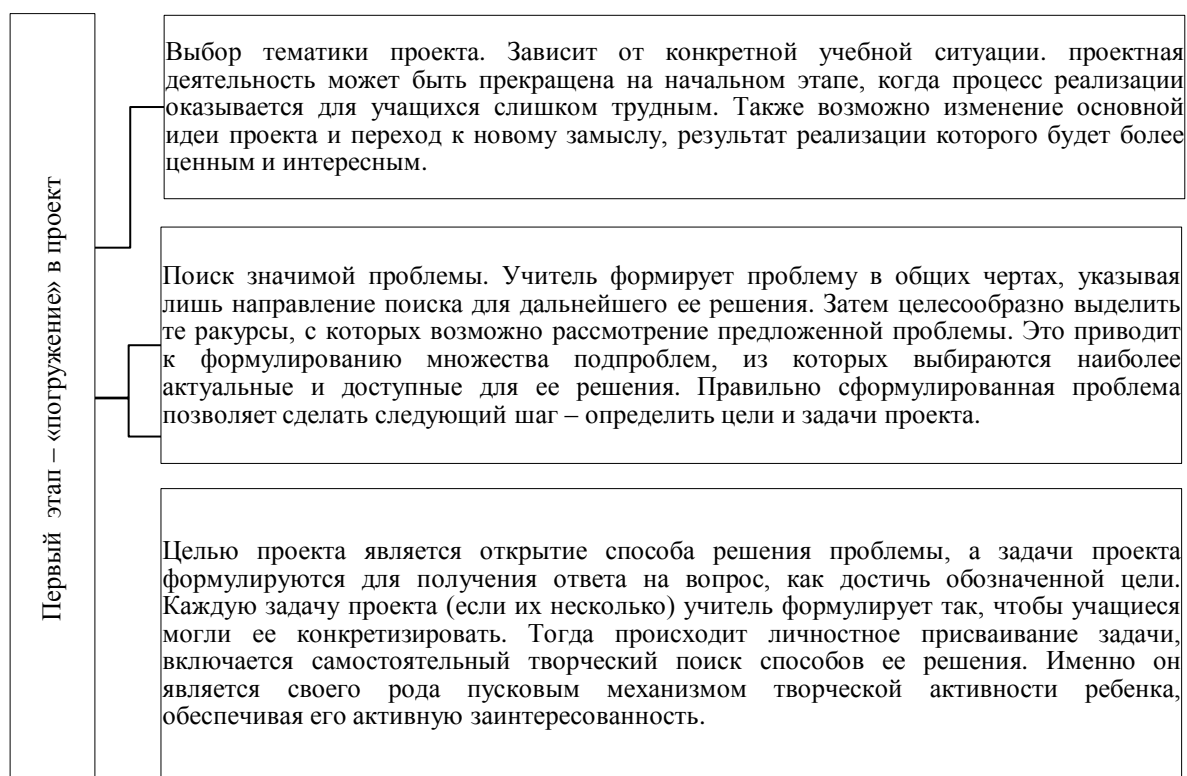 Первый этап – «погружение» в проект
Выбор тематики проекта. Зависит от конкретной учебной ситуации. проектная
деятельность может быть прекращена на начальном этапе, когда процесс реализации
оказывается для учащихся слишком трудным. Также возможно изменение основной
идеи проекта и переход к новому замыслу, результат реализации которого будет более
ценным и интересным.
Поиск значимой проблемы. Учитель формирует проблему в общих чертах, указывая
лишь направление поиска для дальнейшего ее решения. Затем целесообразно выделить
те ракурсы, с которых возможно рассмотрение предложенной проблемы. Это приводит
к формулированию множества подпроблем, из которых выбираются наиболее
актуальные и доступные для ее решения. Правильно сформулированная проблема
позволяет сделать следующий шаг – определить цели и задачи проекта.
Целью проекта является открытие способа решения проблемы, а задачи проекта
формулируются для получения ответа на вопрос, как достичь обозначенной цели.
Каждую задачу проекта (если их несколько) учитель формулирует так, чтобы учащиеся
могли ее конкретизировать. Тогда происходит личностное присваивание задачи,
включается самостоятельный творческий поиск способов ее решения. Именно он
является своего рода пусковым механизмом творческой активности ребенка,
обеспечивая его активную заинтересованность.